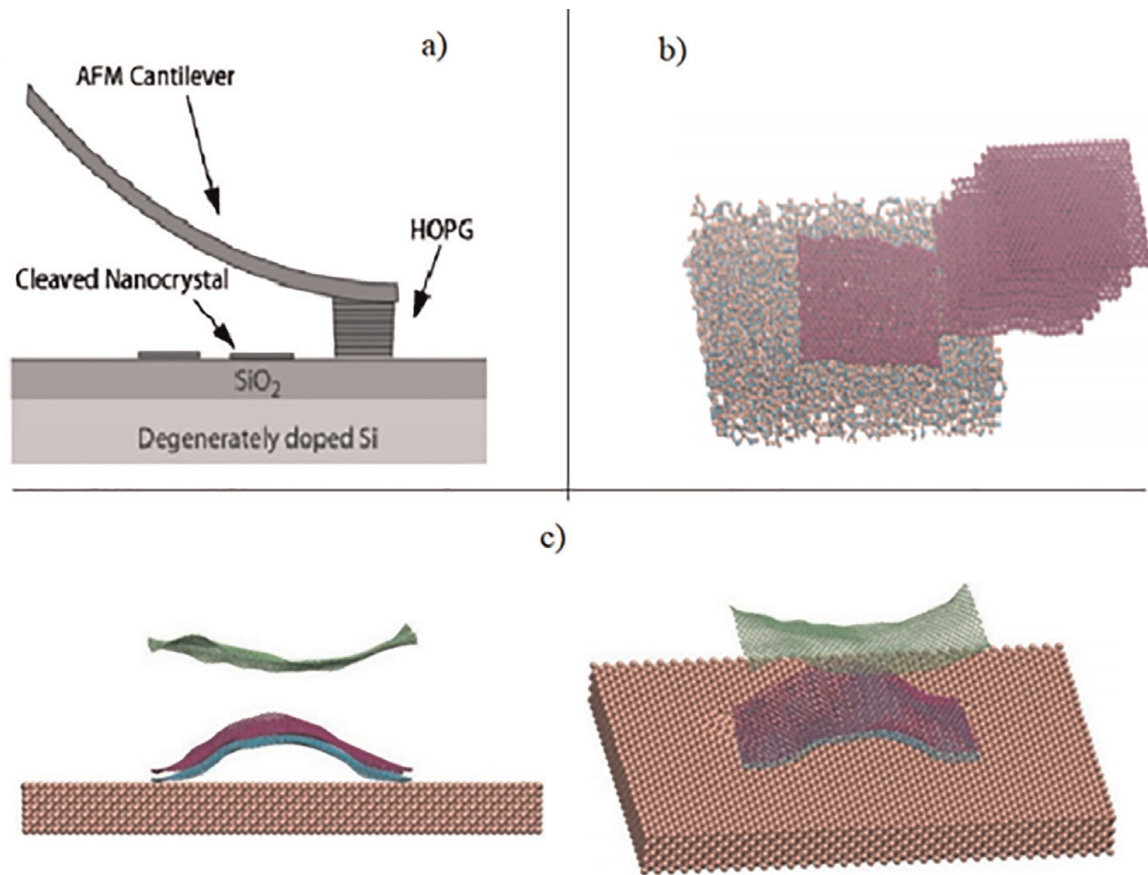 a)
AFM Cantilever
HOPG
Cleaved Nanocrystal
SiO₂
Degenerately doped Si
b)
c)